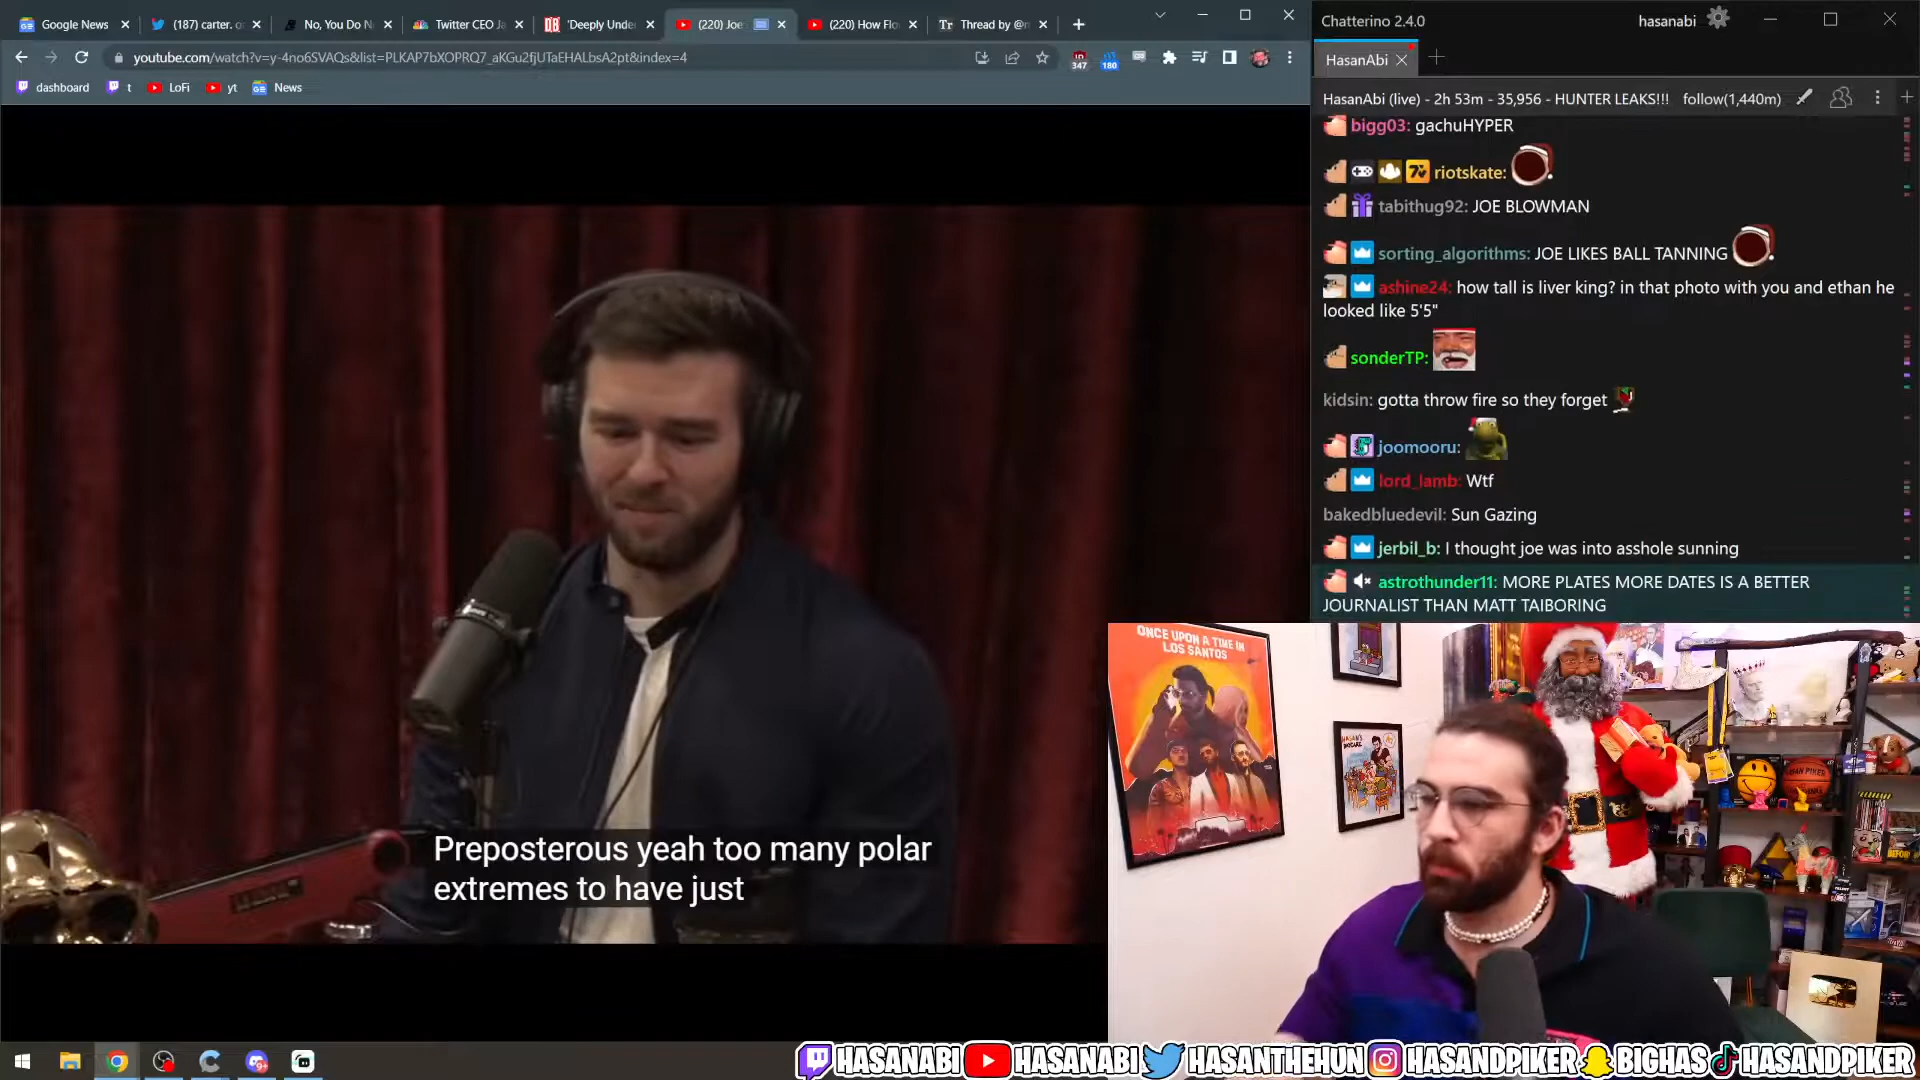 Google News
(187) carter. o
No, You Do N
Twitter CEO Ja
'Deeply Unde
(220) Joe
(220) How Flo
Thread by @n
youtube.com/watch?v=y-4no6SVAQs&list=PLKAP7bXOPRQ7_aKGu2fjUTaEHALbsA2pt&index=4
347
180
dashboard
t
LoFi
yt
News
Preposterous yeah too many polar
extremes to have just
Chatterino 2.4.0
hasanabi
HasanAbi
HasanAbi (live) - 2h 53m - 35,956 - HUNTER LEAKS!!! follow(1,440m)
bigg03: gachuHYPER
riotskate:
tabithug92: JOE BLOWMAN
sorting_algorithms: JOE LIKES BALL TANNING
ashine24: how tall is liver king? in that photo with you and ethan he
looked like 5'5"
sonderTP:
kidsin: gotta throw fire so they forget
joomooru:
lord_lamb: Wtf
bakedbluedevil: Sun Gazing
jerbil_b: I thought joe was into asshole sunning
astrothunder11: MORE PLATES MORE DATES IS A BETTER
JOURNALIST THAN MATT TAIBORING
ONCE UPON A TIME IN
LOS SANTOS
HASAN PIKER
HASANABI HASANABI HASANTHEHUN HASANDPIKER BIGHAS HASANDPIKER